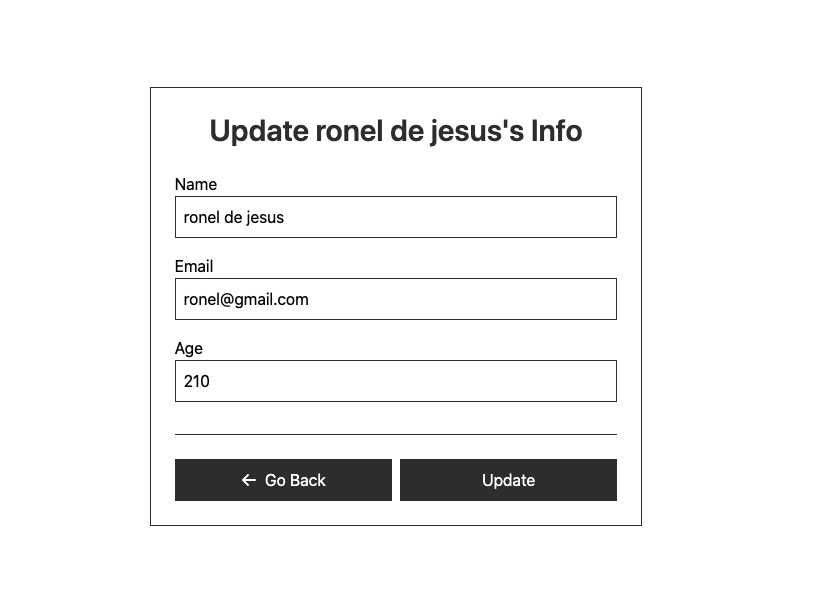 Update ronel de jesus's Info
Name
ronel de jesus
Email
ronel@gmail.com
Age
210
← Go Back
Update